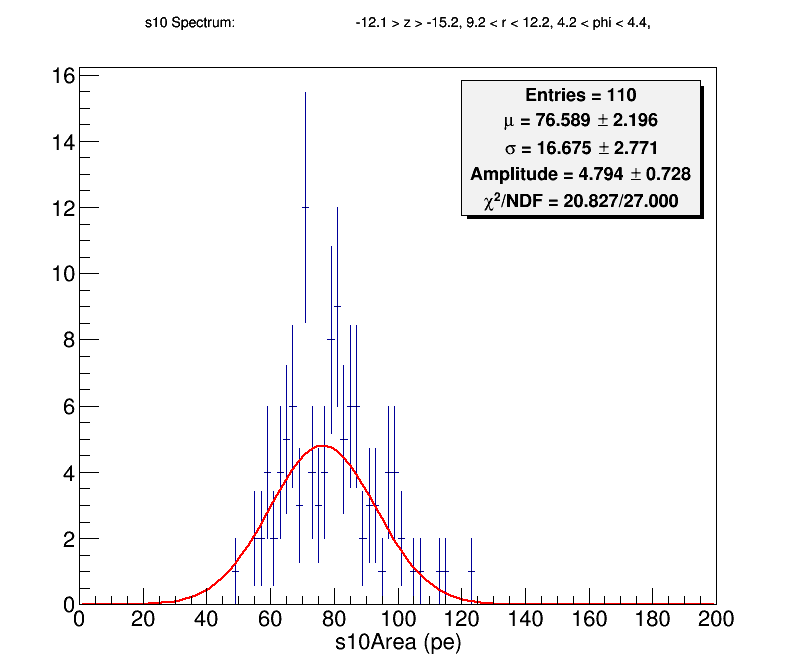 s10 Spectrum: -12.1 > z > -15.2, 9.2 < r < 12.2, 4.2 < phi < 4.4,
Entries = 110
μ = 76.589 ± 2.196
σ = 16.675 ± 2.771
Amplitude = 4.794 ± 0.728
χ²/NDF = 20.827/27.000
16
14
12
10
8
6
4
2
0
0 20 40 60 80 100 120 140 160 180 200
s10Area (pe)